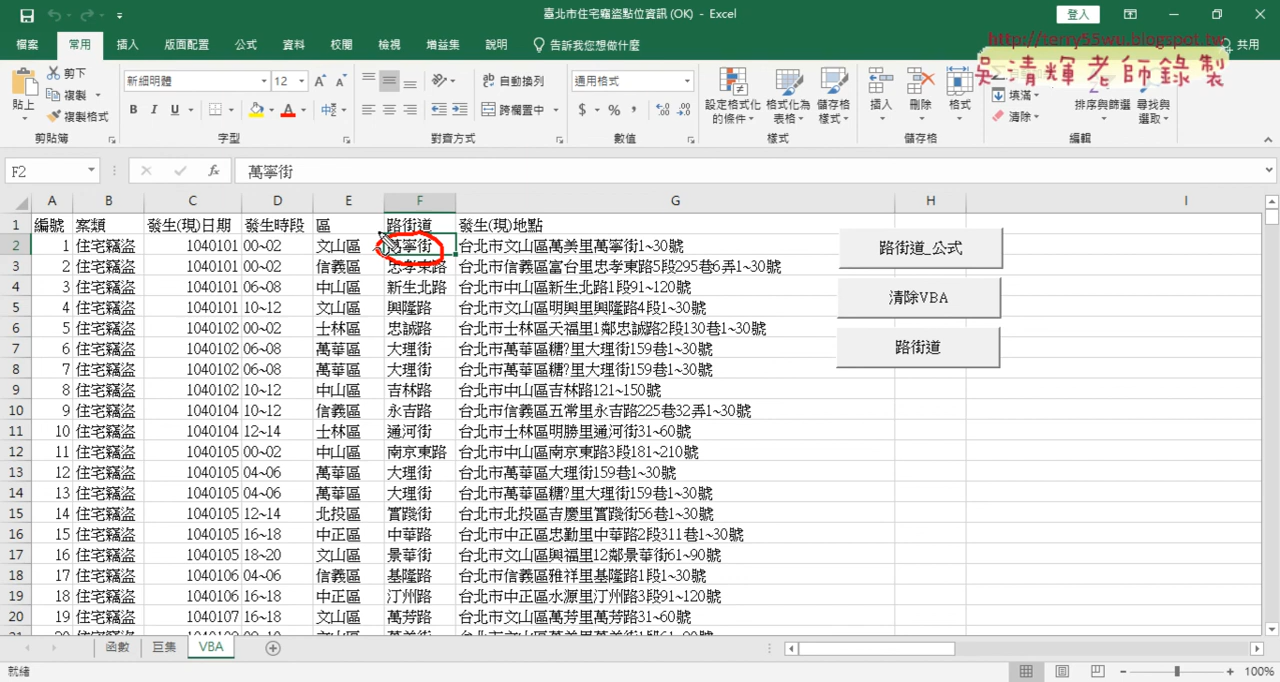 臺北市住宅竊盜點位資訊 (OK) - Excel
登入
檔案 常用 插入 版面配置 公式 資料 校閱 檢視 增益集 說明 告訴我您想做什麼 共用
http://terry55wu.blogspot.tw
吳清輝老師錄製
貼上 剪下 複製 複製格式 剪貼簿
新細明體 12 B I U 字型
自動換列 跨欄置中 對齊方式
通用格式 $ % 數值
設定格式化的條件 格式化為表格 儲存格樣式 樣式
插入 刪除 格式 儲存格
填滿 清除 排序與篩選 尋找與選取 編輯
F2 fx 萬寧街
A B C D E F G H I
1 編號 案類 發生(現)日期 發生時段 區 路街道 發生(現)地點
2 1 住宅竊盜 1040101 00~02 文山區 萬寧街 台北市文山區萬美里萬寧街1~30號
3 2 住宅竊盜 1040101 00~02 信義區 忠孝東路 台北市信義區富台里忠孝東路5段295巷6弄1~30號
4 3 住宅竊盜 1040101 06~08 中山區 新生北路 台北市中山區新生北路1段91~120號
5 4 住宅竊盜 1040101 10~12 文山區 興隆路 台北市文山區明興里興隆路4段1~30號
6 5 住宅竊盜 1040102 00~02 士林區 忠誠路 台北市士林區天福里1鄰忠誠路2段130巷1~30號
7 6 住宅竊盜 1040102 06~08 萬華區 大理街 台北市萬華區糖?里大理街159巷1~30號
8 7 住宅竊盜 1040102 06~08 萬華區 大理街 台北市萬華區糖?里大理街159巷1~30號
9 8 住宅竊盜 1040102 10~12 中山區 吉林路 台北市中山區吉林路121~150號
10 9 住宅竊盜 1040104 10~12 信義區 永吉路 台北市信義區五常里永吉路225巷32弄1~30號
11 10 住宅竊盜 1040104 12~14 士林區 通河街 台北市士林區明勝里通河街31~60號
12 11 住宅竊盜 1040105 00~02 中山區 南京東路 台北市中山區南京東路3段181~210號
13 12 住宅竊盜 1040105 04~06 萬華區 大理街 台北市萬華區大理街159巷1~30號
14 13 住宅竊盜 1040105 04~06 萬華區 大理街 台北市萬華區糖?里大理街159巷1~30號
15 14 住宅竊盜 1040105 12~14 北投區 實踐街 台北市北投區吉慶里實踐街56巷1~30號
16 15 住宅竊盜 1040105 16~18 中正區 中華路 台北市中正區忠勤里中華路2段311巷1~30號
17 16 住宅竊盜 1040105 18~20 文山區 景華街 台北市文山區興福里12鄰景華街61~90號
18 17 住宅竊盜 1040106 04~06 信義區 基隆路 台北市信義區雅祥里基隆路1段1~30號
19 18 住宅竊盜 1040106 16~18 中正區 汀州路 台北市中正區水源里汀州路3段91~120號
20 19 住宅竊盜 1040107 16~18 文山區 萬芳路 台北市文山區萬芳里萬芳路31~60號
路街道_公式
清除VBA
路街道
函數 巨集 VBA
就緒 100%